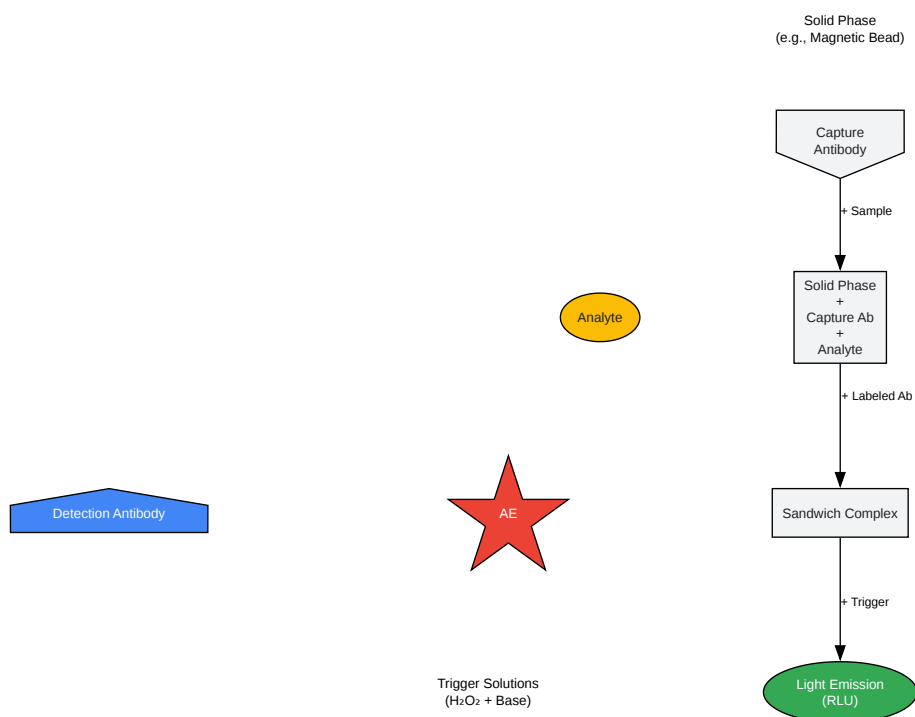 Solid Phase
(e.g., Magnetic Bead)
Capture
Antibody
+ Sample
Solid Phase
+
Capture Ab
+
Analyte
Analyte
+ Labeled Ab
Detection Antibody
AE
Sandwich Complex
+ Trigger
Trigger Solutions
(H₂O₂ + Base)
Light Emission
(RLU)